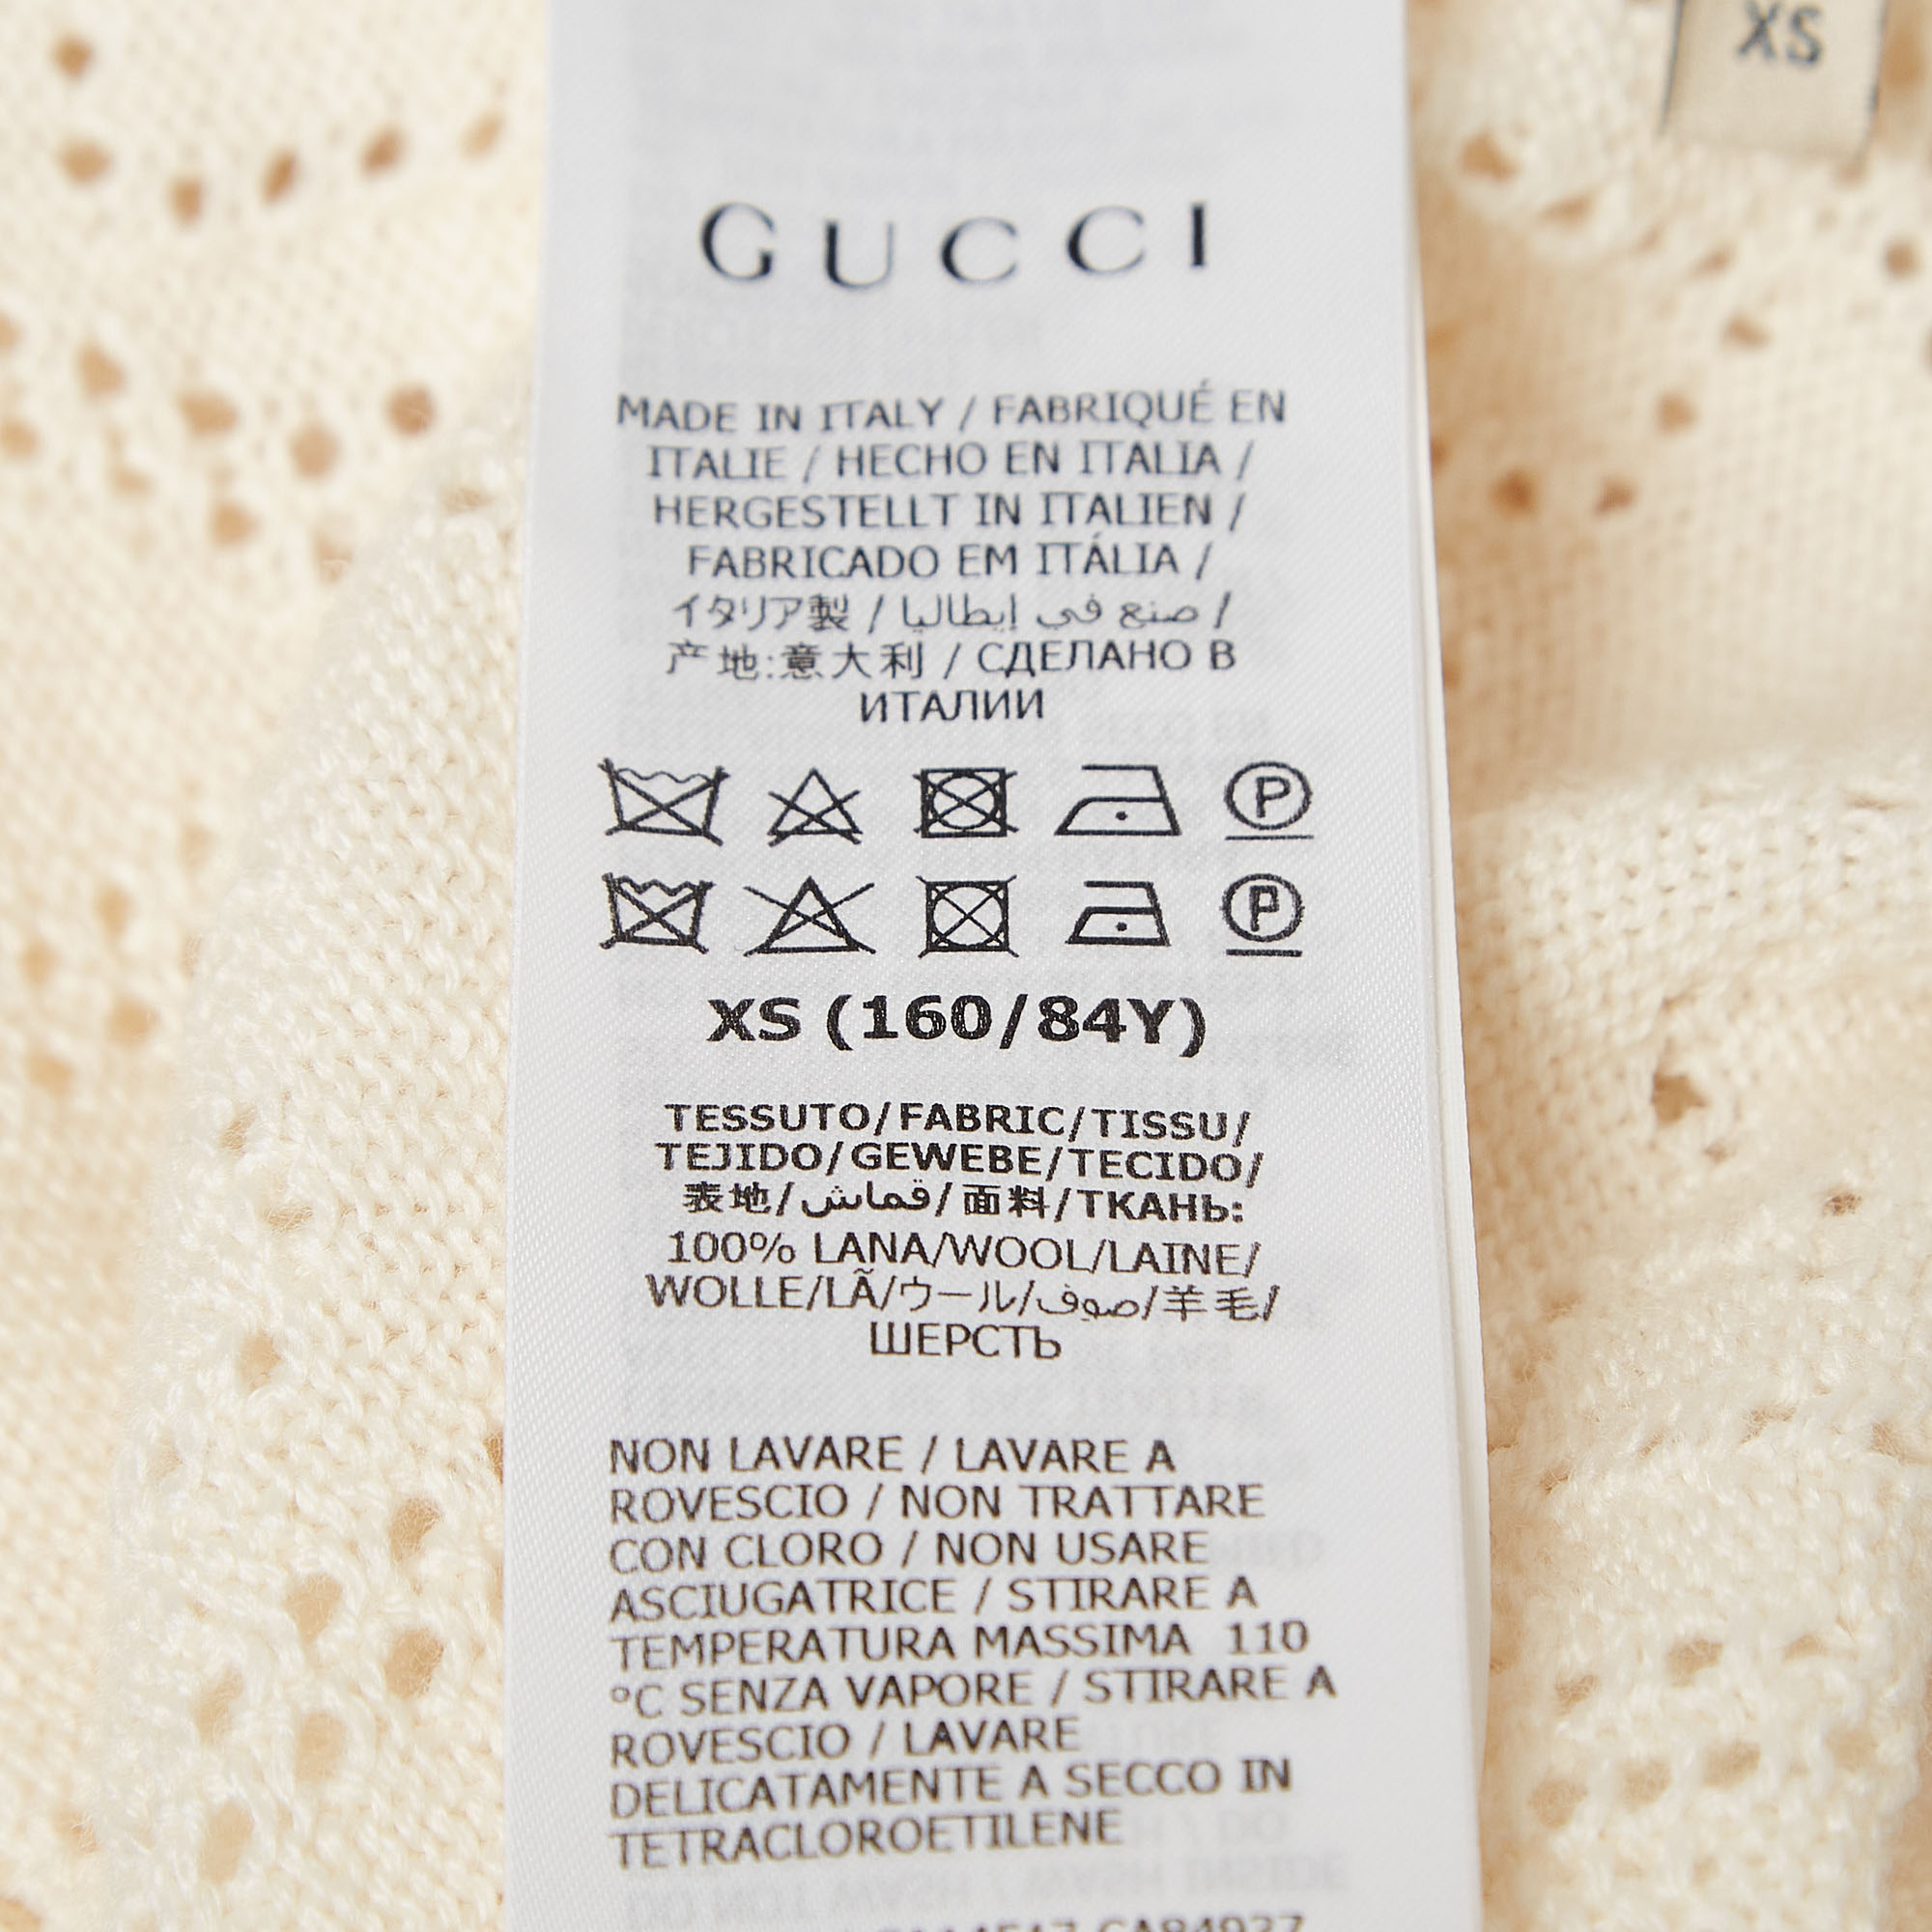 XS
GUCCI
MADE IN ITALY / FABRIQUÉ EN
ITALIE / HECHO EN ITALIA /
HERGESTELLT IN ITALIEN /
FABRICADO EM ITÁLIA /
イタリア製 / صنع في إيطاليا /
产地:意大利 / СДЕЛАНО В
ИТАЛИИ
P
P
XS (160/84Y)
TESSUTO/FABRIC/TISSU/
TEJIDO/GEWEBE/TECIDO/
表地/قماش/面料/ТКАНЬ:
100% LANA/WOOL/LAINE/
WOLLE/LÃ/ウール/صوف/羊毛/
ШЕРСТЬ
NON LAVARE / LAVARE A
ROVESCIO / NON TRATTARE
CON CLORO / NON USARE
ASCIUGATRICE / STIRARE A
TEMPERATURA MASSIMA 110
°C SENZA VAPORE / STIRARE A
ROVESCIO / LAVARE
DELICATAMENTE A SECCO IN
TETRACLOROETILENE